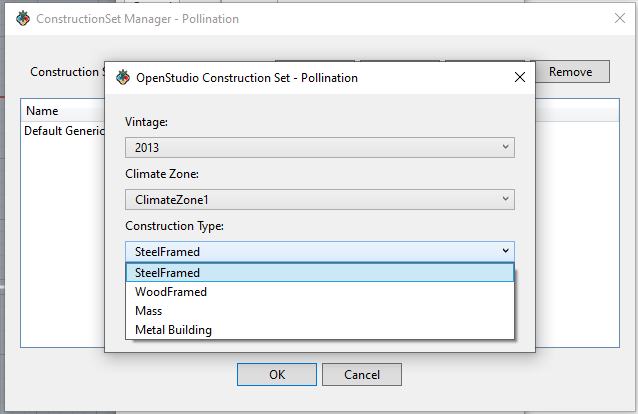 ConstructionSet Manager - Pollination
Construction S
Remove
OpenStudio Construction Set - Pollination
Name
Default Generic
Vintage:
2013
Climate Zone:
ClimateZone1
Construction Type:
SteelFramed
SteelFramed
WoodFramed
Mass
Metal Building
OK
Cancel